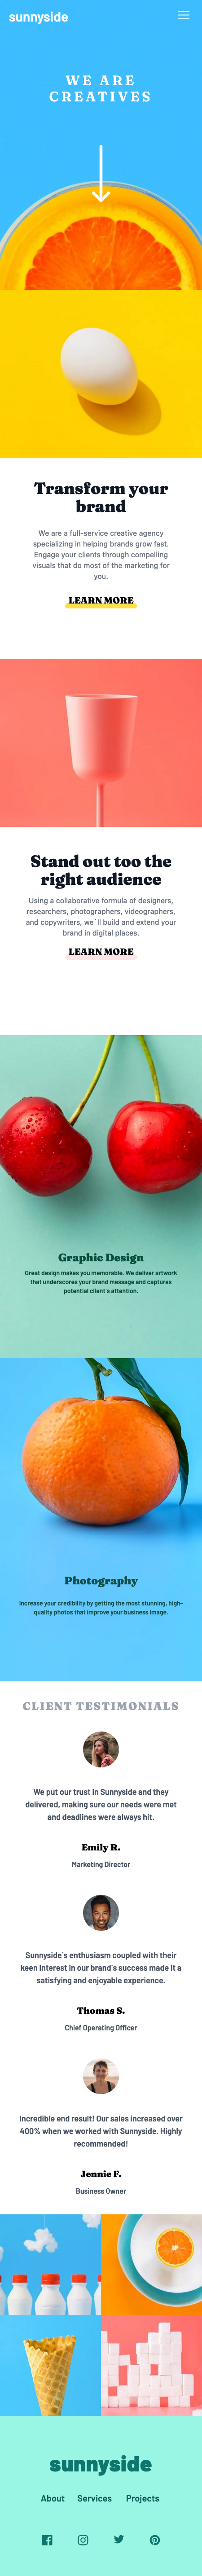 sunnyside
WE ARE
CREATIVES
Transform your
brand
We are a full-service creative agency
specializing in helping brands grow fast.
Engage your clients through compelling
visuals that do most of the marketing for
you.
LEARN MORE
Stand out too the
right audience
Using a collaborative formula of designers,
researchers, photographers, videographers,
and copywriters, we`ll build and extend your
brand in digital places.
LEARN MORE
Graphic Design
Great design makes you memorable. We deliver artwork
that underscores your brand message and captures
potential client`s attention.
Photography
Increase your credibility by getting the most stunning, high-
quality photos that improve your business image.
CLIENT TESTIMONIALS
We put our trust in Sunnyside and they
delivered, making sure our needs were met
and deadlines were always hit.
Emily R.
Marketing Director
Sunnyside`s enthusiasm coupled with their
keen interest in our brand`s success made it a
satisfying and enjoyable experience.
Thomas S.
Chief Operating Officer
Incredible end result! Our sales increased over
400% when we worked with Sunnyside. Highly
recommended!
Jennie F.
Business Owner
sunnyside
About Services Projects